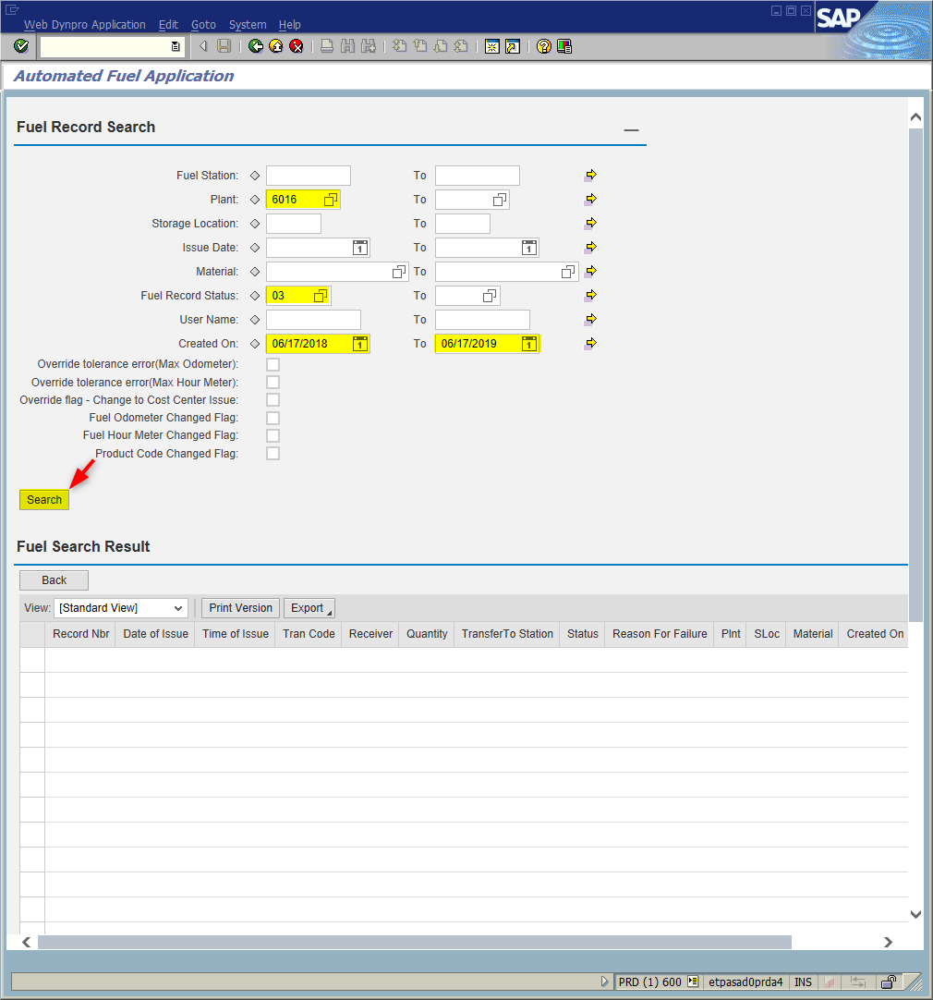 Web Dynpro Application Edit Goto System Help
SAP
Automated Fuel Application
Fuel Record Search
Fuel Station: To
Plant: 6016 To
Storage Location: To
Issue Date: 1 To 1
Material: To
Fuel Record Status: 03 To
User Name: To
Created On: 06/17/2018 1 To 06/17/2019 1
Override tolerance error(Max Odometer):
Override tolerance error(Max Hour Meter):
Override flag - Change to Cost Center Issue:
Fuel Odometer Changed Flag:
Fuel Hour Meter Changed Flag:
Product Code Changed Flag:
Search
Fuel Search Result
Back
View: [Standard View] Print Version Export
Record Nbr Date of Issue Time of Issue Tran Code Receiver Quantity TransferTo Station Status Reason For Failure Plnt SLoc Material Created On
PRD (1) 600 etpasad0prda4 INS